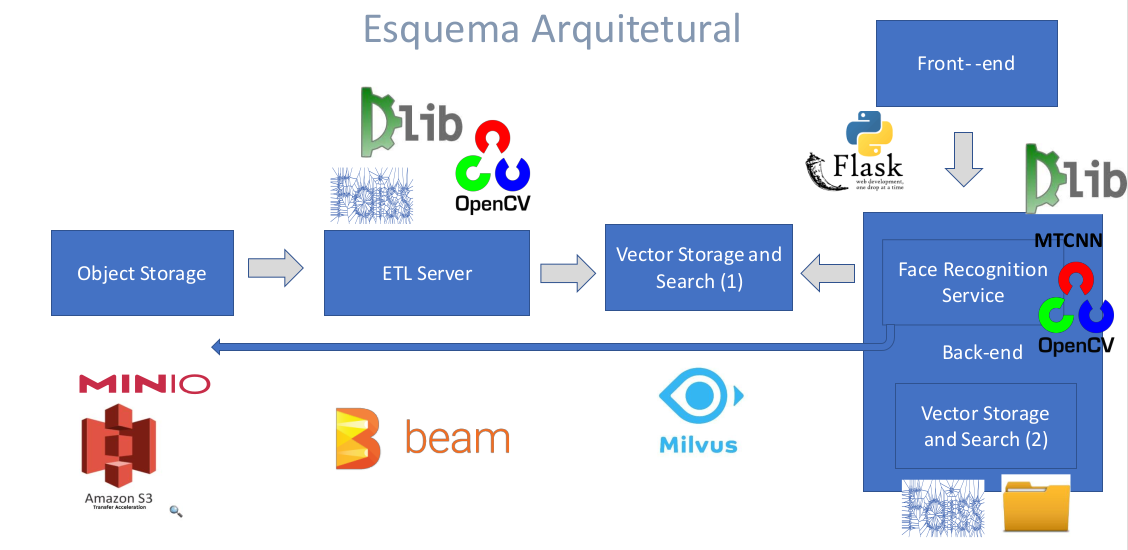 Esquema Arquitetural
Front- -end
Dlib
Faiss
OpenCV
Flask
web development,
one drop at a time
Dlib
Object Storage
ETL Server
Vector Storage and
Search (1)
MTCNN
Face Recognition
Service
OpenCV
Back-end
Vector Storage
and Search (2)
MINIO
Amazon S3
Transfer Acceleration
beam
Milvus
Faiss